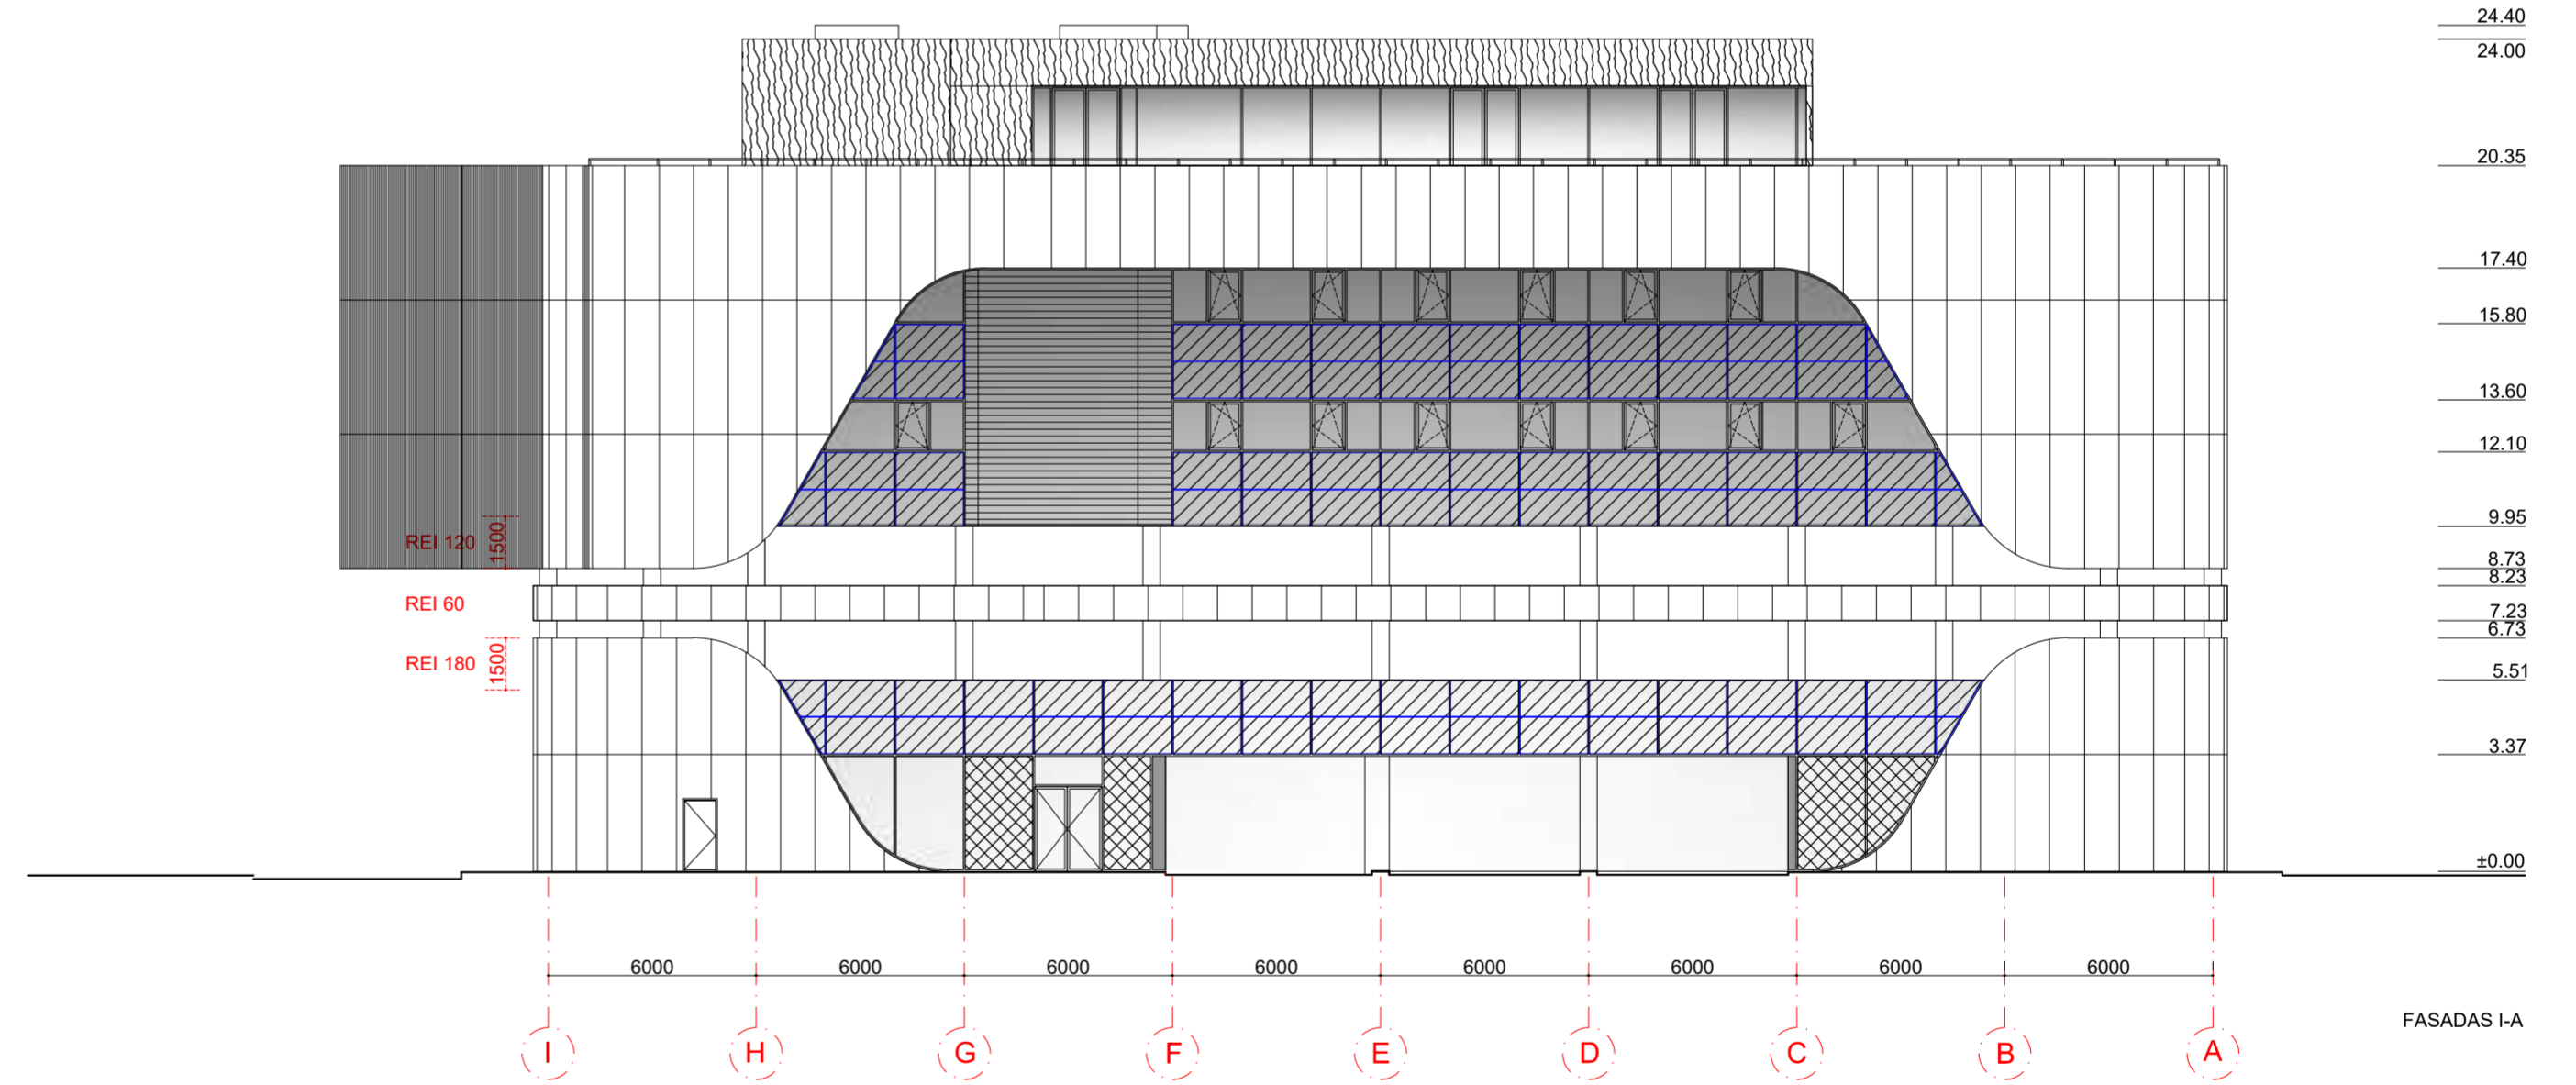 24.40
24.00
20.35
17.40
15.80
13.60
12.10
9.95
1500
REI 120
8.73
8.23
REI 60
7.23
6.73
1500
REI 180
5.51
3.37
±0.00
6000 6000 6000 6000 6000 6000 6000 6000
FASADAS I-A
I H G F E D C B A